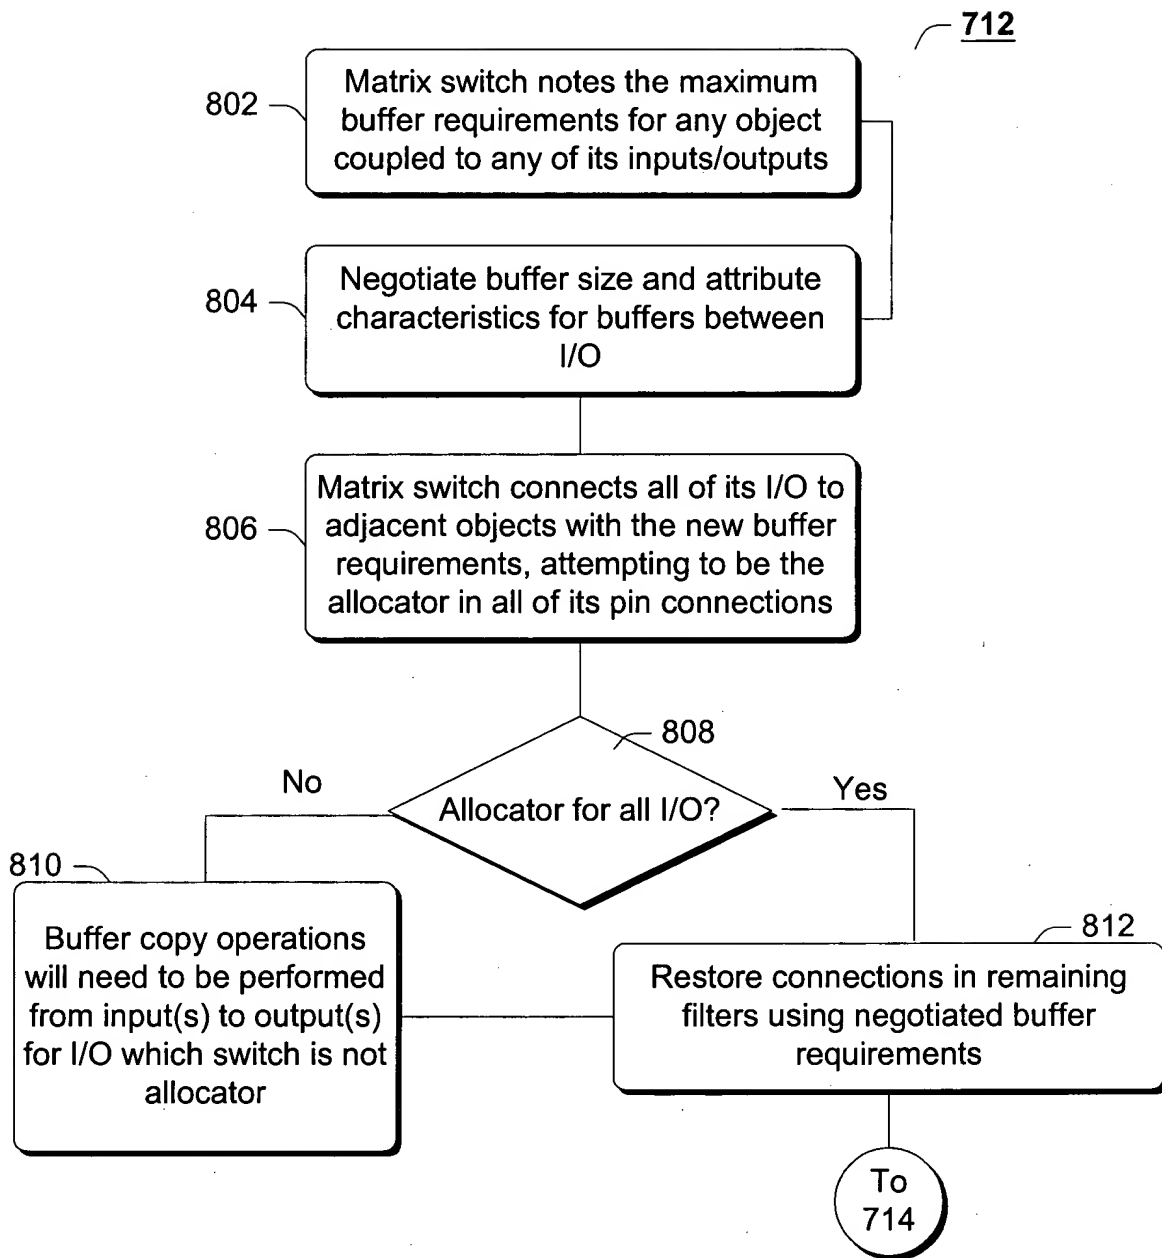 712
802
Matrix switch notes the maximum
buffer requirements for any object
coupled to any of its inputs/outputs
804
Negotiate buffer size and attribute
characteristics for buffers between
I/O
806
Matrix switch connects all of its I/O to
adjacent objects with the new buffer
requirements, attempting to be the
allocator in all of its pin connections
808
No
Allocator for all I/O?
Yes
810
Buffer copy operations
will need to be performed
from input(s) to output(s)
for I/O which switch is not
allocator
812
Restore connections in remaining
filters using negotiated buffer
requirements
To
714